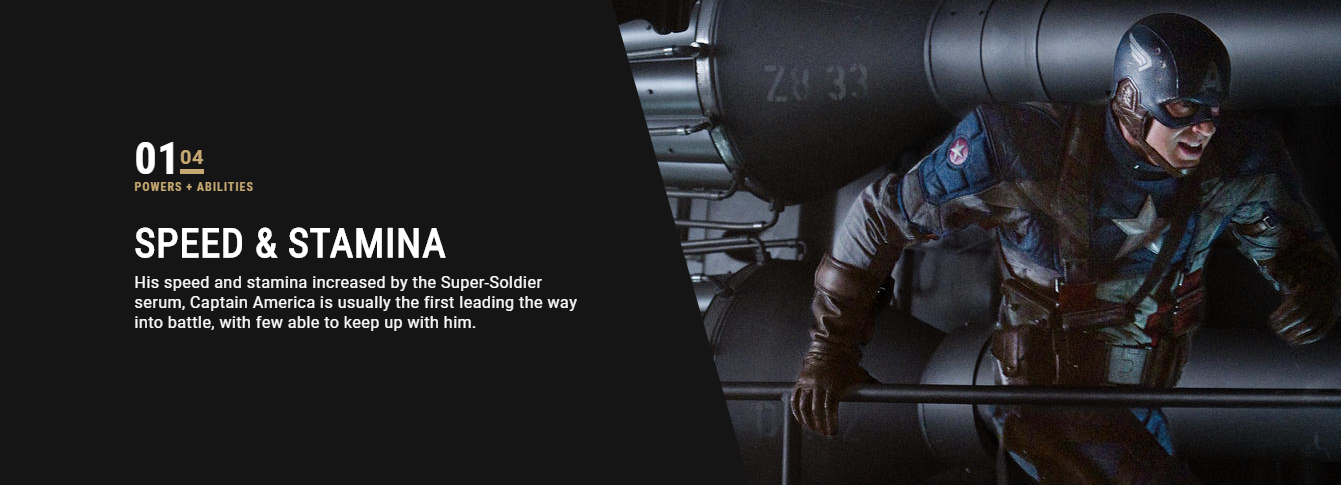 01 04
POWERS + ABILITIES
SPEED & STAMINA
His speed and stamina increased by the Super-Soldier
serum, Captain America is usually the first leading the way
into battle, with few able to keep up with him.
Z8 33
A